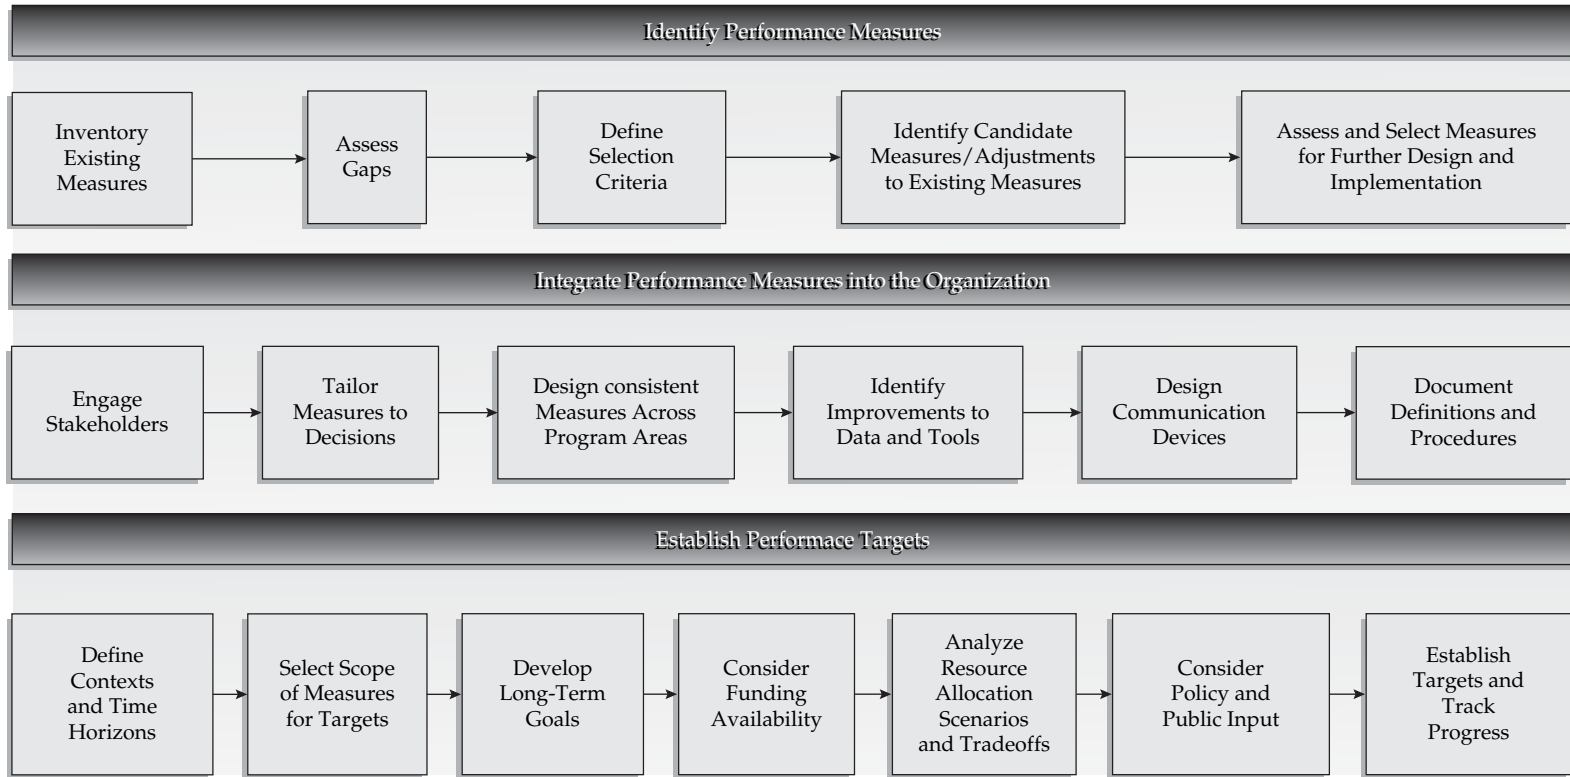 Identify Performance Measures
Inventory
Existing
Measures
Assess
Gaps
Define
Selection
Criteria
Identify Candidate
Measures/Adjustments
to Existing Measures
Assess and Select Measures
for Further Design and
Implementation
Integrate Performance Measures into the Organization
Engage
Stakeholders
Tailor
Measures to
Decisions
Design consistent
Measures Across
Program Areas
Identify
Improvements to
Data and Tools
Design
Communication
Devices
Document
Definitions and
Procedures
Establish Performace Targets
Define
Contexts
and Time
Horizons
Select Scope
of Measures
for Targets
Develop
Long-Term
Goals
Consider
Funding
Availability
Analyze
Resource
Allocation
Scenarios
and Tradeoffs
Consider
Policy and
Public Input
Establish
Targets and
Track
Progress